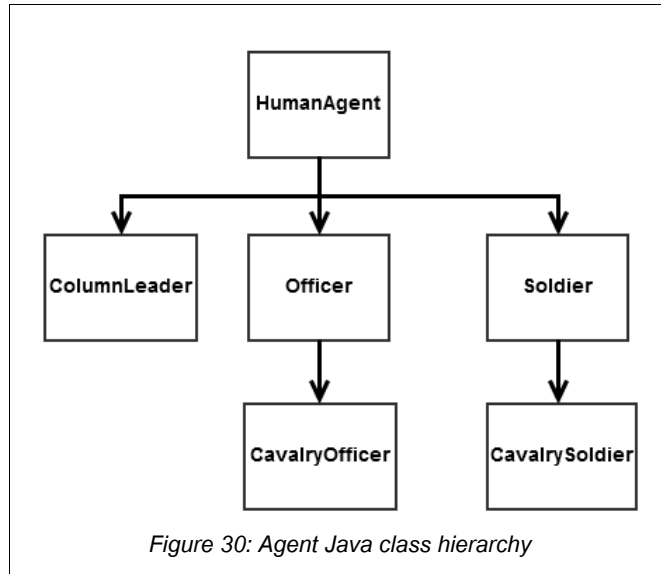 HumanAgent
ColumnLeader
Officer
Soldier
CavalryOfficer
CavalrySoldier
Figure 30: Agent Java class hierarchy